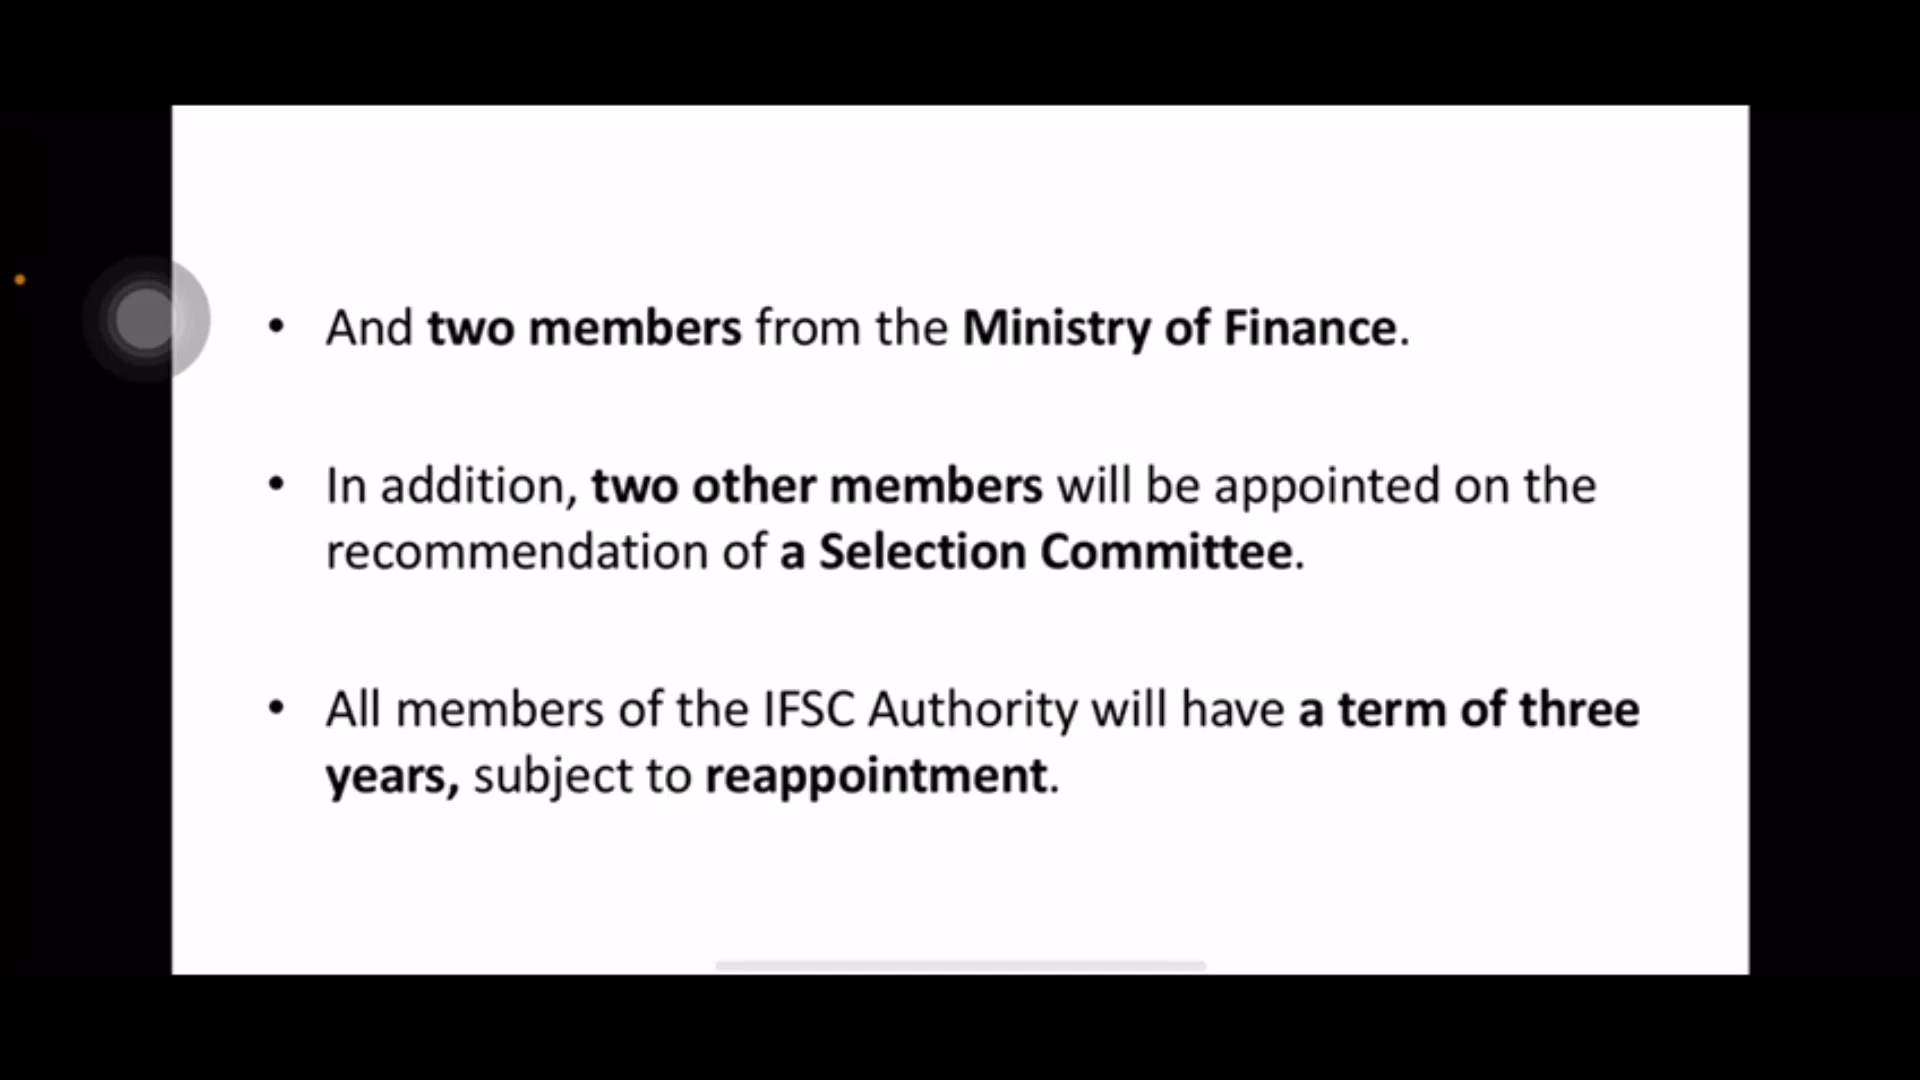 • And two members from the Ministry of Finance.
• In addition, two other members will be appointed on the
recommendation of a Selection Committee.
• All members of the IFSC Authority will have a term of three
years, subject to reappointment.